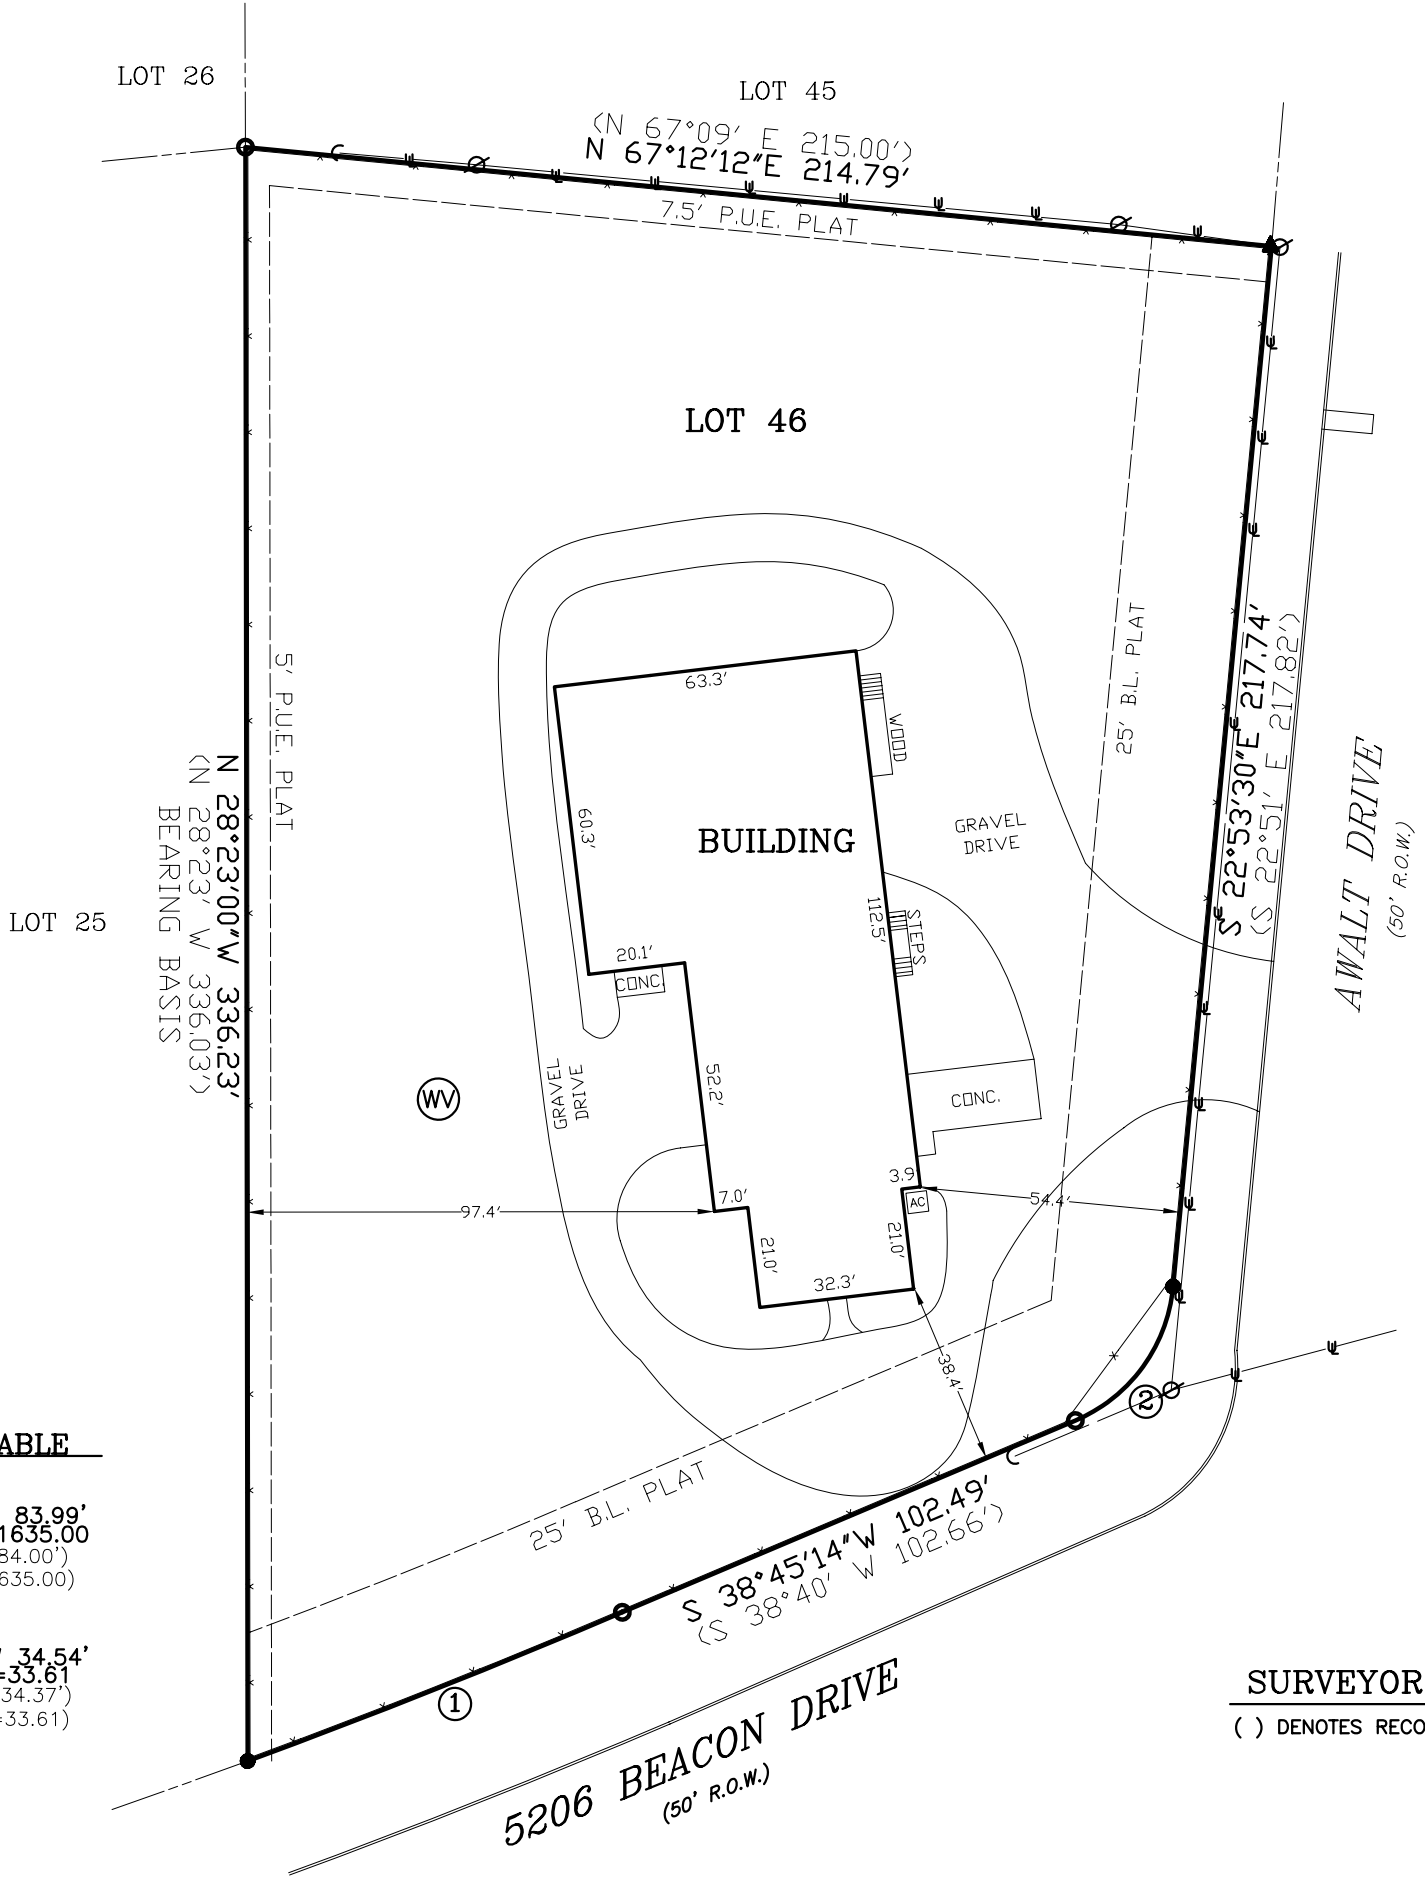 LOT 26
LOT 45
(N 67°09' E 215.00')
N 67°12'12"E 214.79'
7.5' P.U.E. PLAT
LOT 46
5' P.U.E. PLAT
N 28°23'00"W 336.23'
(N 28°23' W 336.03')
BEARING BASIS
LOT 25
25' B.L. PLAT
S 22°53'30"E 217.74'
(S 22°51' E 217.82')
AWALT DRIVE
(50' R.O.W.)
63.3'
WOOD
60.3'
BUILDING
GRAVEL
DRIVE
112.5'
STEPS
20.1'
CONC.
GRAVEL
DRIVE
52.2'
WV
CONC.
3.9
7.0'
AC
97.4'
54.4'
21.0'
21.0'
32.3'
38.4'
2
25' B.L. PLAT
S 38°45'14"W 102.49'
(S 38°40' W 102.66')
1
5206 BEACON DRIVE
(50' R.O.W.)
ABLE
83.99'
1635.00
84.00')
635.00)
34.54'
=33.61
34.37')
=33.61)
SURVEYOR
( ) DENOTES RECO